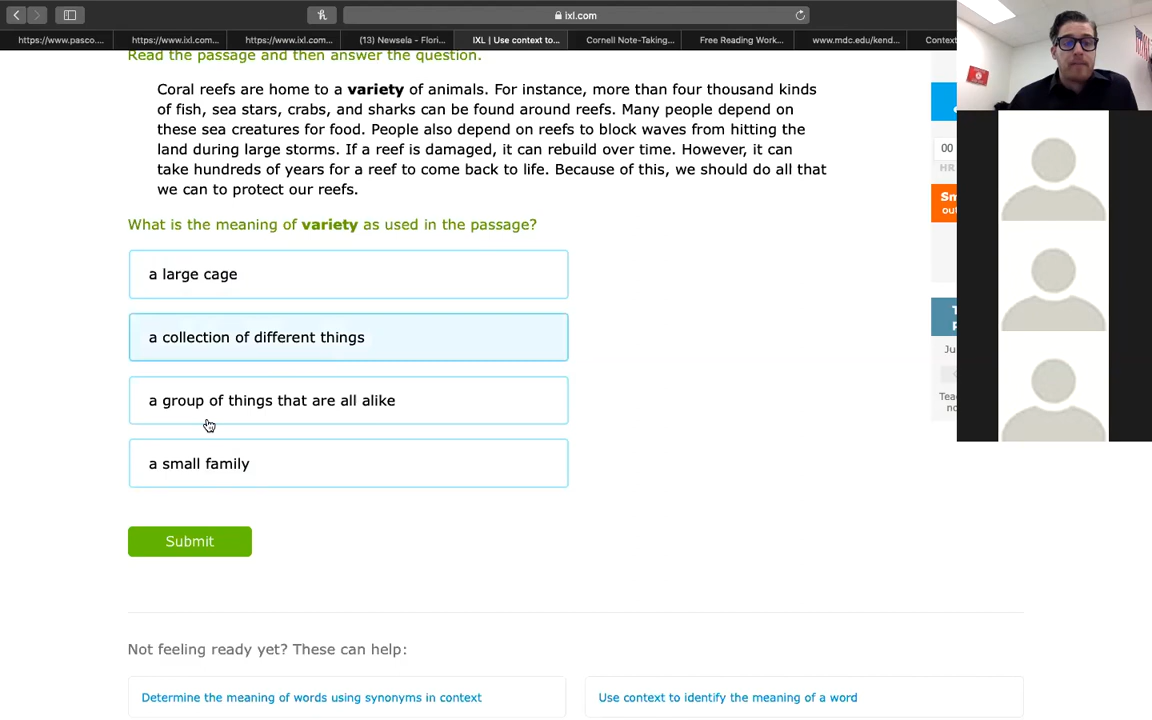 ixl.com
https://www.pasco....
https://www.ixl.com...
https://www.ixl.com...
(13) Newsela - Flori...
IXL | Use context to...
Cornell Note-Taking...
Free Reading Work...
www.mdc.edu/kend...
Context
Read the passage and then answer the question.
Coral reefs are home to a variety of animals. For instance, more than four thousand kinds
of fish, sea stars, crabs, and sharks can be found around reefs. Many people depend on
these sea creatures for food. People also depend on reefs to block waves from hitting the
land during large storms. If a reef is damaged, it can rebuild over time. However, it can
take hundreds of years for a reef to come back to life. Because of this, we should do all that
we can to protect our reefs.
What is the meaning of variety as used in the passage?
a large cage
a collection of different things
a group of things that are all alike
a small family
Submit
00
HR
Sm
out
Ju
Teac
no
Not feeling ready yet? These can help:
Determine the meaning of words using synonyms in context
Use context to identify the meaning of a word